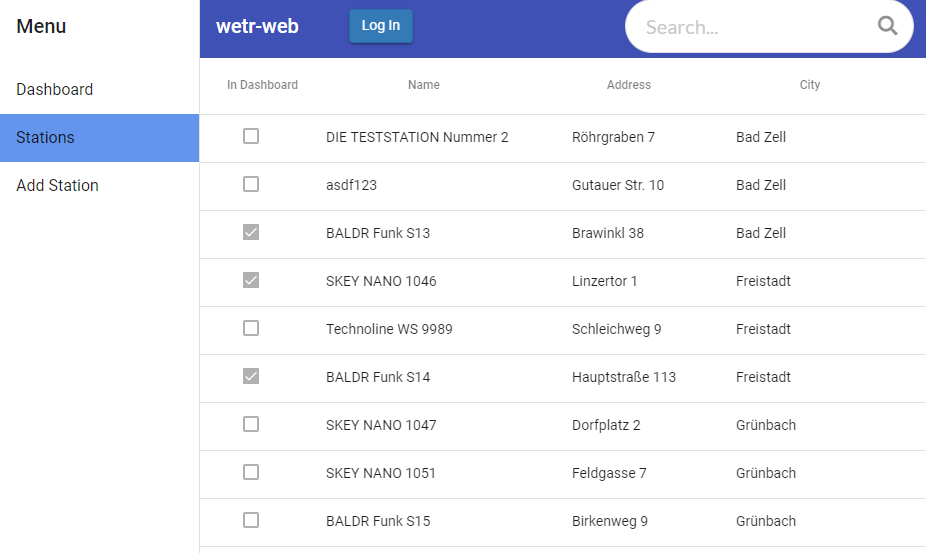 Menu
wetr-web
Log In
Search...
Dashboard
Stations
Add Station
In Dashboard Name Address City
DIE TESTSTATION Nummer 2 Röhrgraben 7 Bad Zell
asdf123 Gutauer Str. 10 Bad Zell
BALDR Funk S13 Brawinkl 38 Bad Zell
SKEY NANO 1046 Linzertor 1 Freistadt
Technoline WS 9989 Schleichweg 9 Freistadt
BALDR Funk S14 Hauptstraße 113 Freistadt
SKEY NANO 1047 Dorfplatz 2 Grünbach
SKEY NANO 1051 Feldgasse 7 Grünbach
BALDR Funk S15 Birkenweg 9 Grünbach